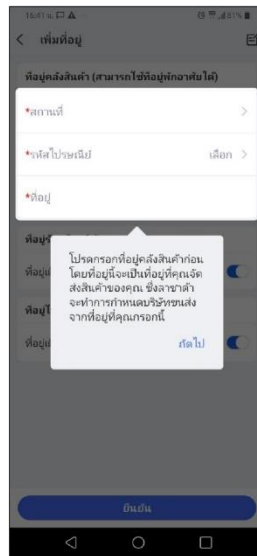 16:41 น.
81%
เพิ่มที่อยู่
ที่อยู่คลังสินค้า (สามารถใช้ที่อยู่พักอาศัยได้)
*สถานที่
*รหัสไปรษณีย์ เลือก
*ที่อยู่
โปรดกรอกที่อยู่คลังสินค้าก่อน
โดยที่อยู่นี้จะเป็นที่อยู่ที่คุณจัด
ส่งสินค้าของคุณ ซึ่งลาซาด้า
จะทำการกำหนดบริษัทขนส่ง
จากที่อยู่ที่คุณกรอกนี้
ถัดไป
ยืนยัน